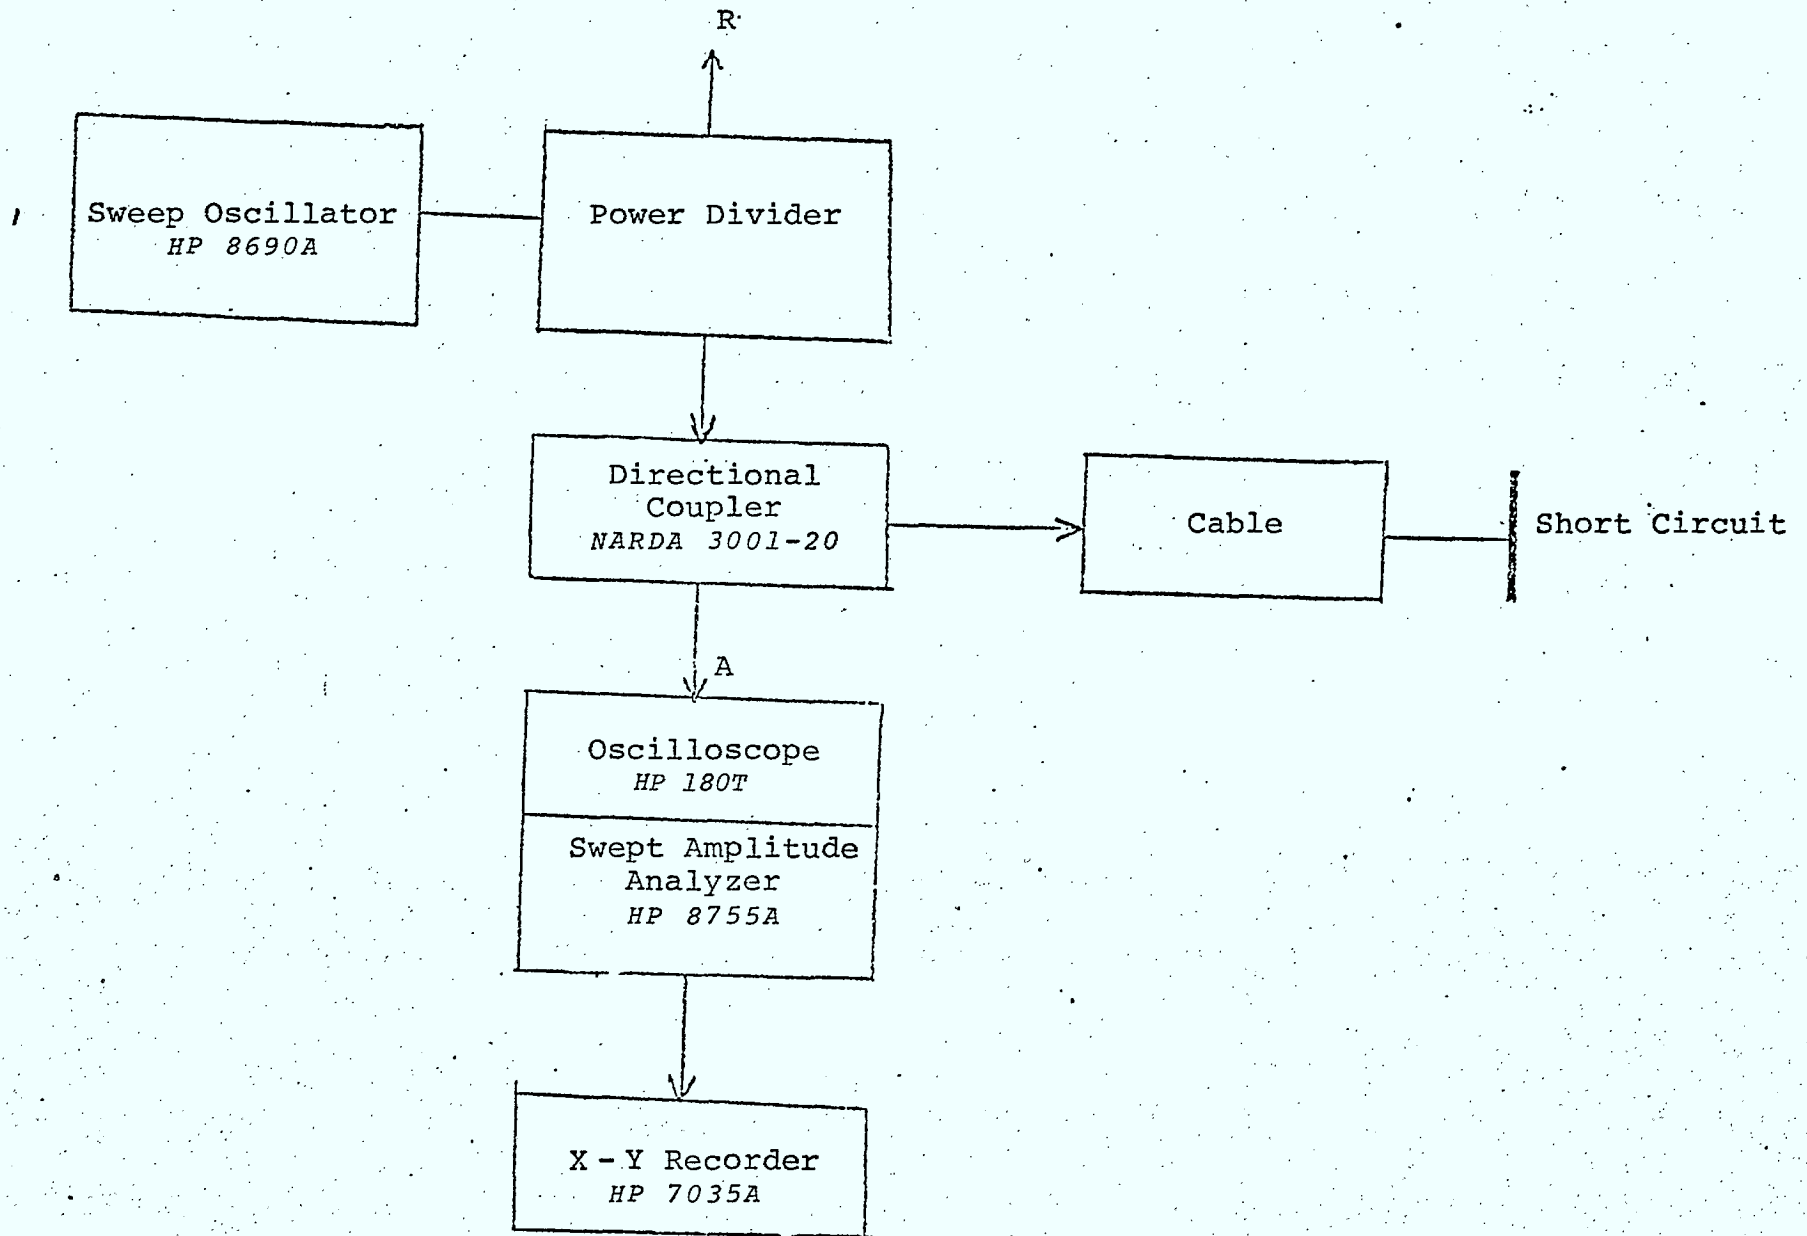 R
Sweep Oscillator
HP 8690A
Power Divider
Directional
Coupler
NARDA 3001-20
Cable
Short Circuit
A
Oscilloscope
HP 180T
Swept Amplitude
Analyzer
HP 8755A
X-Y Recorder
HP 7035A